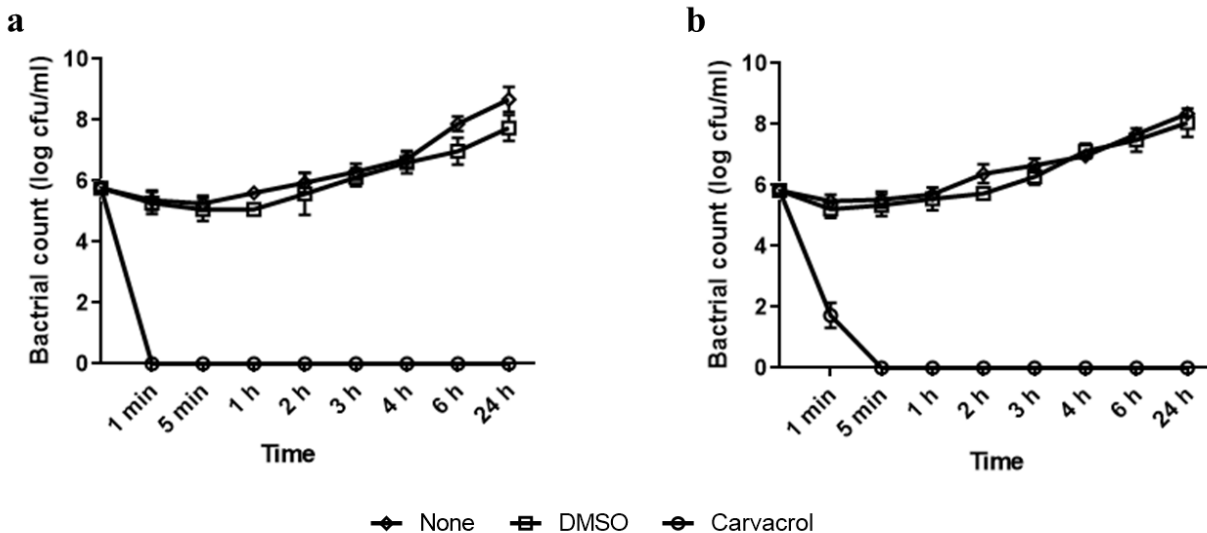 a
Bactrial count (log cfu/ml)
10
8
6
4
2
0
1 min
5 min
1 h
2 h
3 h
4 h
6 h
24 h
Time
b
Bactrial count (log cfu/ml)
10
8
6
4
2
0
1 min
5 min
1 h
2 h
3 h
4 h
6 h
24 h
Time
None DMSO Carvacrol